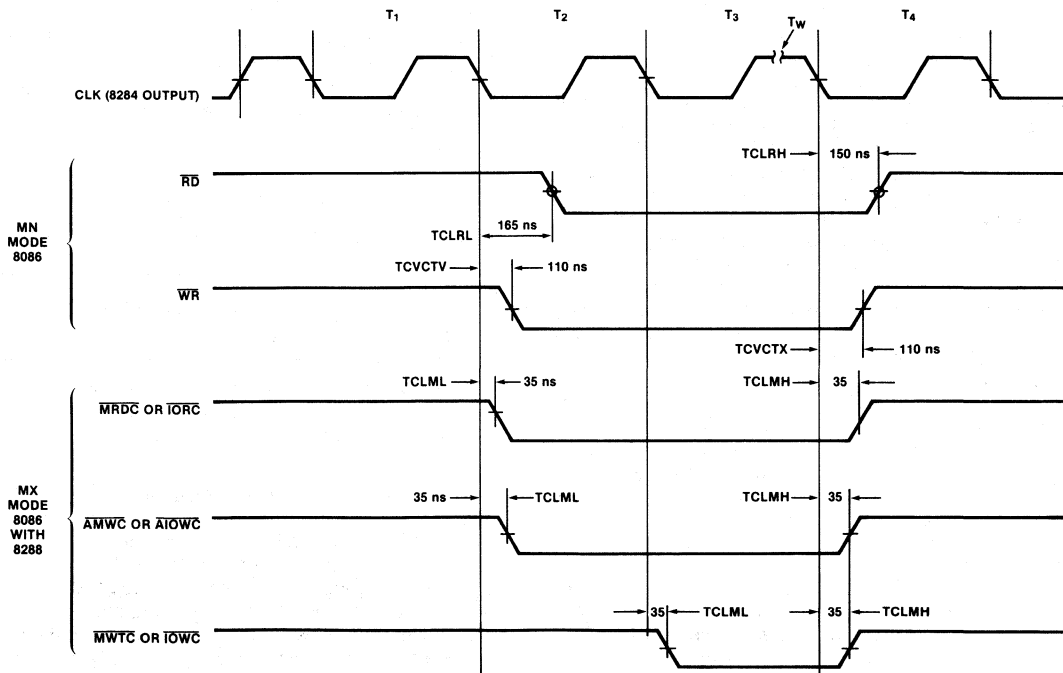 T1 T2 T3 TW T4
CLK (8284 OUTPUT)
TCLRH 150 ns
RD
MN
MODE
8086
165 ns
TCLRL
TCVCTV 110 ns
WR
TCVCTX 110 ns
TCLML 35 ns TCLMH 35
MRDC OR IORC
MX
MODE
8086
WITH
8288
35 ns TCLML TCLMH 35
AMWC OR AIOWC
35 TCLML 35 TCLMH
MWTC OR IOWC